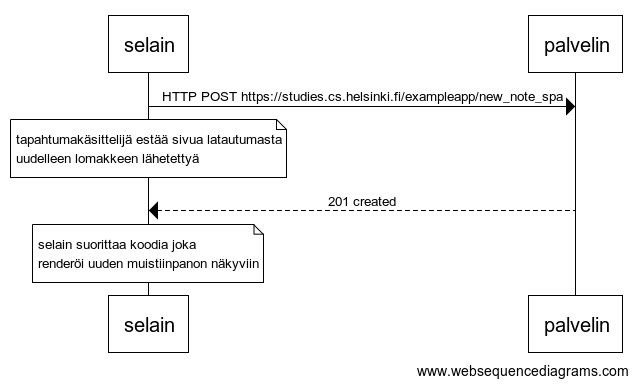 selain
palvelin
HTTP POST https://studies.cs.helsinki.fi/exampleapp/new_note_spa
tapahtumakäsittelijä estää sivua latautumasta
uudelleen lomakkeen lähetettyä
201 created
selain suorittaa koodia joka
renderöi uuden muistiinpanon näkyviin
selain
palvelin
www.websequencediagrams.com